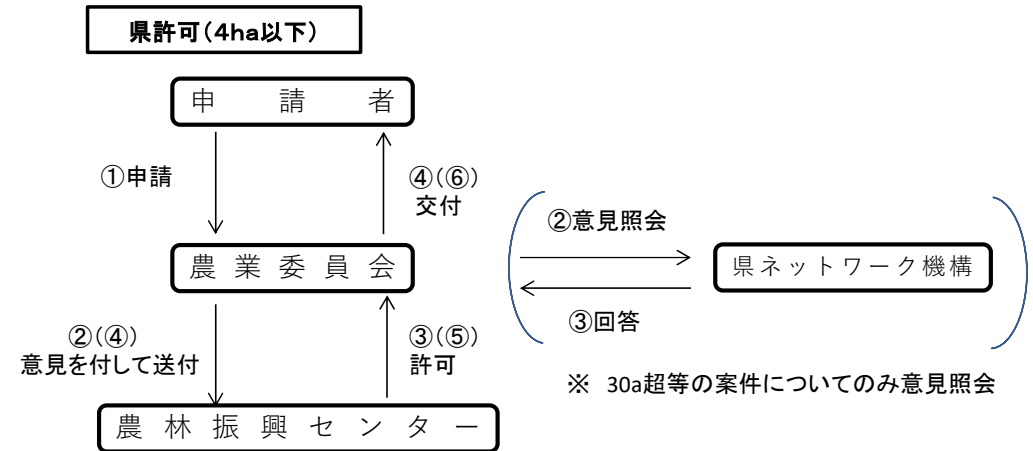 県許可(4ha以下)
申請者
①申請
④(⑥)
交付
②意見照会
農業委員会
県ネットワーク機構
③回答
②(④)
意見を付して送付
③(⑤)
許可
※ 30a超等の案件についてのみ意見照会
農林振興センター